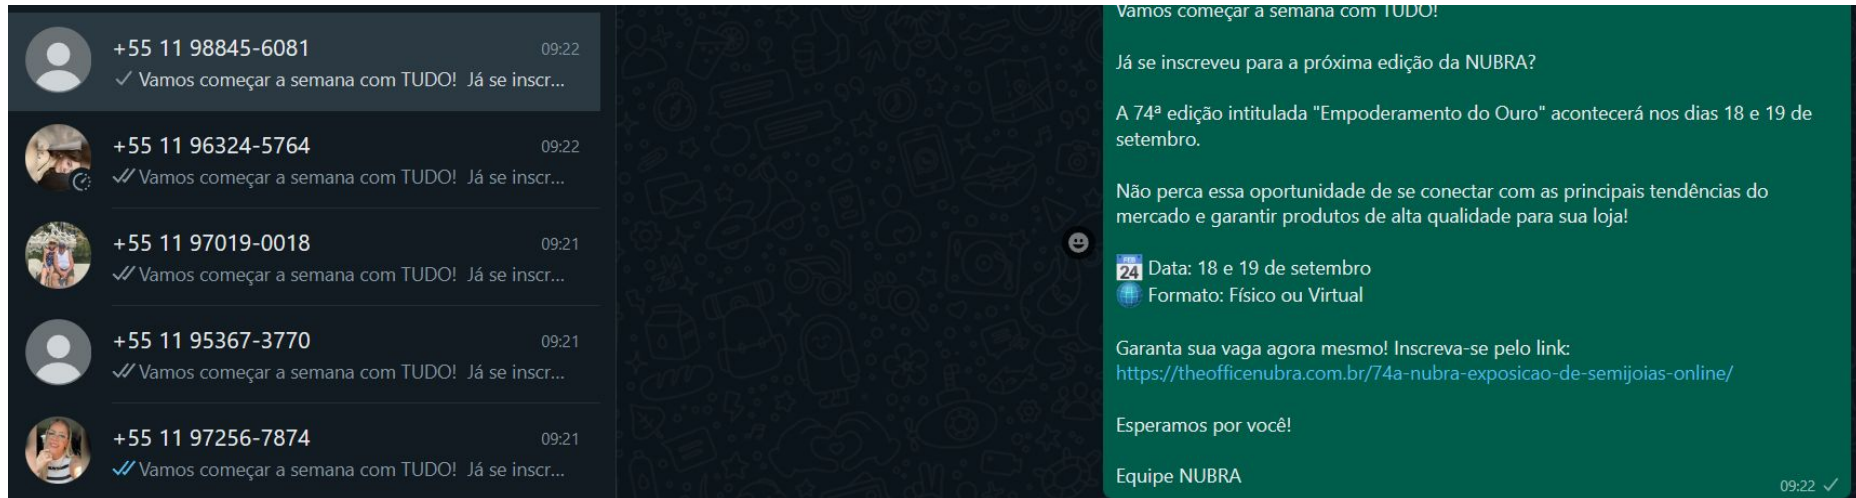 +55 11 98845-6081
09:22
Vamos começar a semana com TUDO! Já se inscr...
+55 11 96324-5764
09:22
Vamos começar a semana com TUDO! Já se inscr...
+55 11 97019-0018
09:21
Vamos começar a semana com TUDO! Já se inscr...
+55 11 95367-3770
09:21
Vamos começar a semana com TUDO! Já se inscr...
+55 11 97256-7874
09:21
Vamos começar a semana com TUDO! Já se inscr...
Vamos começar a semana com TUDO!
Já se inscreveu para a próxima edição da NUBRA?
A 74ª edição intitulada "Empoderamento do Ouro" acontecerá nos dias 18 e 19 de
setembro.
Não perca essa oportunidade de se conectar com as principais tendências do
mercado e garantir produtos de alta qualidade para sua loja!
FEB
24
Data: 18 e 19 de setembro
Formato: Físico ou Virtual
Garanta sua vaga agora mesmo! Inscreva-se pelo link:
https://theofficenubra.com.br/74a-nubra-exposicao-de-semijoias-online/
Esperamos por você!
Equipe NUBRA
09:22